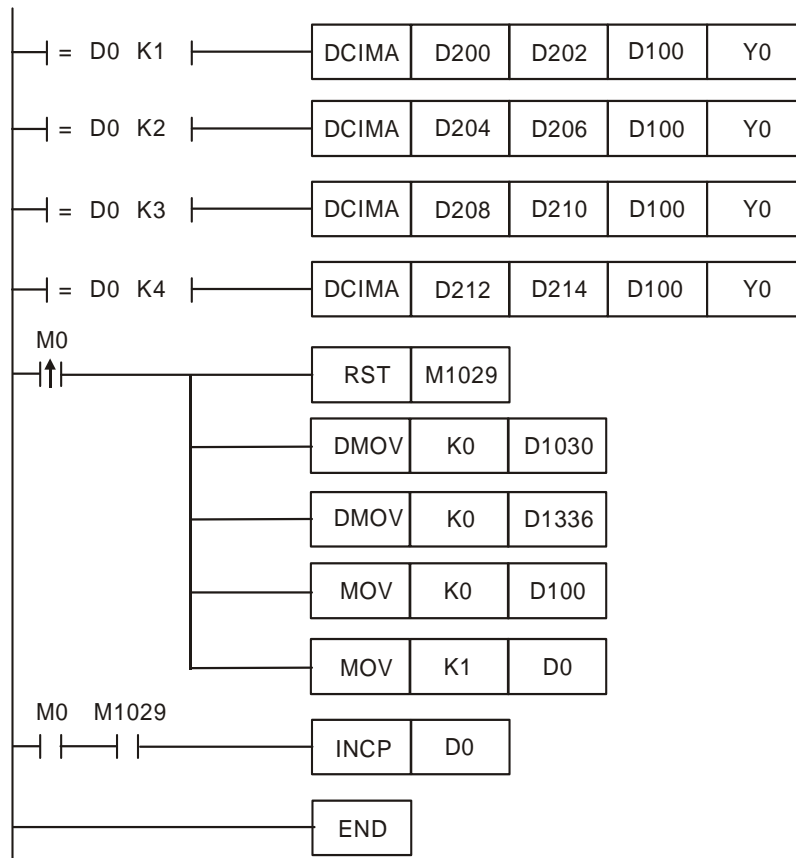 = D0 K1 DCIMA D200 D202 D100 Y0
= D0 K2 DCIMA D204 D206 D100 Y0
= D0 K3 DCIMA D208 D210 D100 Y0
= D0 K4 DCIMA D212 D214 D100 Y0
M0
RST M1029
DMOV K0 D1030
DMOV K0 D1336
MOV K0 D100
MOV K1 D0
M0 M1029
INCP D0
END